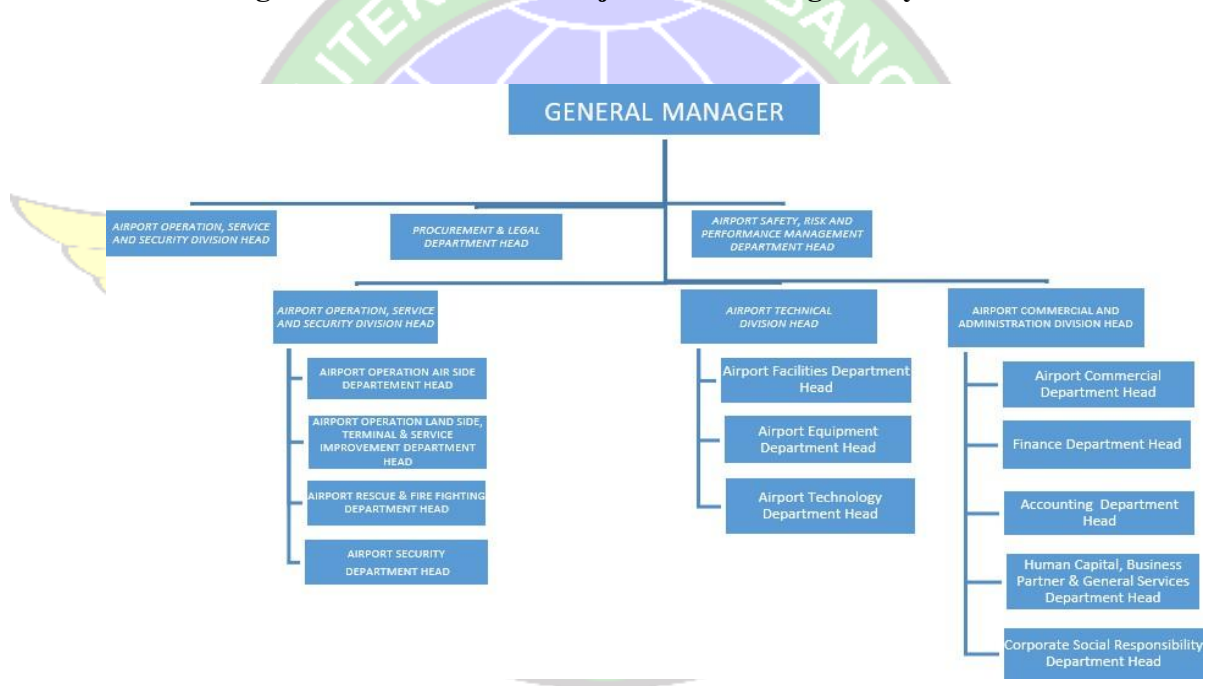 GENERAL MANAGER
AIRPORT OPERATION, SERVICE
AND SECURITY DIVISION HEAD
PROCUREMENT & LEGAL
DEPARTMENT HEAD
AIRPORT SAFETY, RISK AND
PERFORMANCE MANAGEMENT
DEPARTMENT HEAD
AIRPORT OPERATION, SERVICE
AND SECURITY DIVISION HEAD
AIRPORT OPERATION AIR SIDE
DEPARTEMENT HEAD
AIRPORT OPERATION LAND SIDE,
TERMINAL & SERVICE
IMPROVEMENT DEPARTMENT
HEAD
AIRPORT RESCUE & FIRE FIGHTING
DEPARTMENT HEAD
AIRPORT SECURITY
DEPARTMENT HEAD
AIRPORT TECHNICAL
DIVISION HEAD
Airport Facilities Department
Head
Airport Equipment
Department Head
Airport Technology
Department Head
AIRPORT COMMERCIAL AND
ADMINISTRATION DIVISION HEAD
Airport Commercial
Department Head
Finance Department Head
Accounting Department
Head
Human Capital, Business
Partner & General Services
Department Head
Corporate Social Responsibility
Department Head